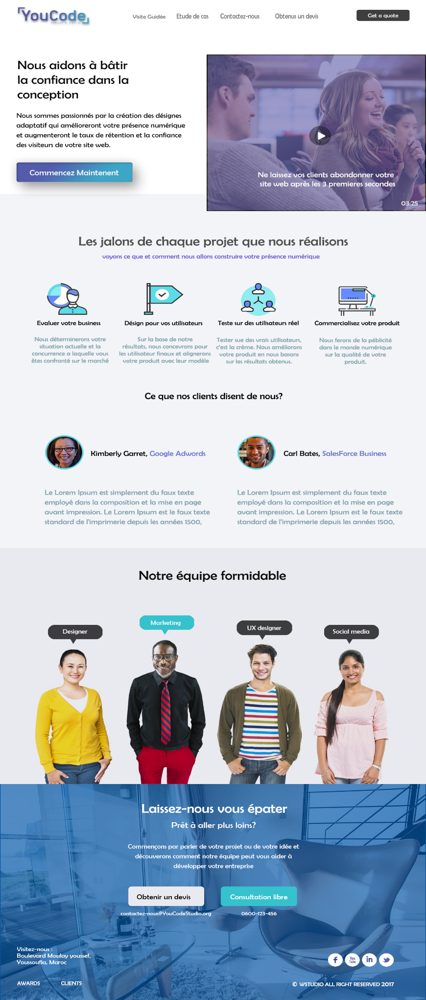 YouCode
POWERED BY SIMPLON
Visite Guidée
Etude de cas
Contactez-nous
Obtenus un devis
Get a quote
Nous aidons à bâtir
la confiance dans la
conception
Nous sommes passionnés par la création des désignes
adaptatif qui amélioreront votre présence numérique
et augmenteront le taux de rétention et la confiance
des visiteurs de votre site web.
Commencez Maintenent
Ne laissez vos clients abondonner votre
site web après les 3 premieres secondes
03:25
Les jalons de chaque projet que nous réalisons
voyons ce que et comment nous allons construire votre présence numérique
Evaluer votre business
Nous déterminerons votre
situation actuelle et la
concurrence a laquelle vous
êtes confronté sur le marché
Désign pour vos utilisateurs
Sur la base de notre
résultats, nous concevrons pour
les utilisateur finaux et alignerons
votre produit avec leur modèle
Teste sur des utilisateurs réel
Tester sue des vrais utilisateurs,
c'est la crème. Nous améliorons
votre produit en nous basons
sur les résultats obtenus.
Commercialisez votre produit
Nous ferons de la péblicité
dans le monde numérique
sur la qualité de votre
produit.
Ce que nos clients disent de nous?
Kimberly Garret, Google Adwords
Le Lorem Ipsum est simplement du faux texte
employé dans la composition et la mise en page
avant impression. Le Lorem Ipsum est le faux texte
standard de l'imprimerie depuis les années 1500,
Carl Bates, SalesForce Business
Le Lorem Ipsum est simplement du faux texte
employé dans la composition et la mise en page
avant impression. Le Lorem Ipsum est le faux texte
standard de l'imprimerie depuis les années 1500,
Notre équipe formidable
Designer
Marketing
UX designer
Social media
Laissez-nous vous épater
Prêt à aller plus loins?
Commençons par parler de votre projet ou de votre idée et
découverons comment notre équipe peut vous aider à
développer votre entreprise
Obtenir un devis
Consultation libre
contactez-nous@YouCodeStudio.org
0600-123-456
Visitez-nous :
Boulevard Moulay youssef,
Youssoufia, Maroc
f
You
Tube
in
AWARDS
CLIENTS
© WSTUDIO ALL RIGHT RESERVED 2017